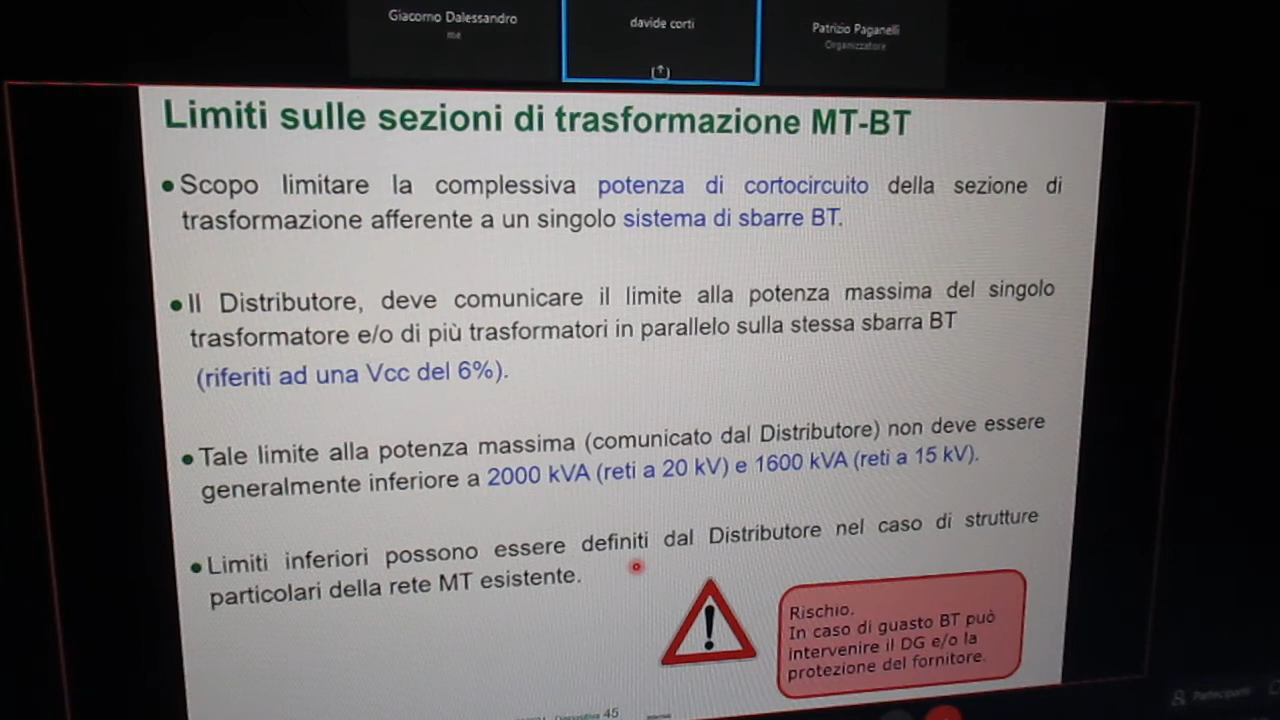 Giacomo Dalessandro
me
davide corti
Patrizio Paganelli
Organizzatore
Limiti sulle sezioni di trasformazione MT-BT
•Scopo limitare la complessiva potenza di cortocircuito della sezione di
trasformazione afferente a un singolo sistema di sbarre BT.
•Il Distributore, deve comunicare il limite alla potenza massima del singolo
trasformatore e/o di più trasformatori in parallelo sulla stessa sbarra BT
(riferiti ad una Vcc del 6%).
•Tale limite alla potenza massima (comunicato dal Distributore) non deve essere
generalmente inferiore a 2000 kVA (reti a 20 kV) e 1600 kVA (reti a 15 kV).
•Limiti inferiori possono essere definiti dal Distributore nel caso di strutture
particolari della rete MT esistente.
Rischio.
In caso di guasto BT può
intervenire il DG e/o la
protezione del fornitore.
Partecipanti
45